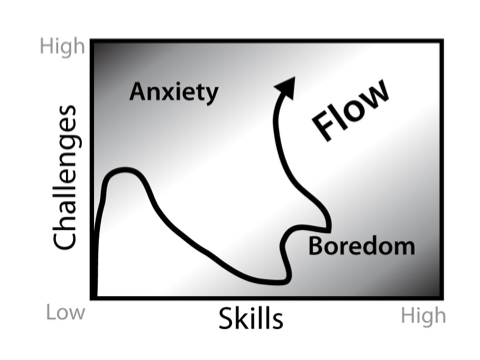 High
Anxiety
Flow
Challenges
Boredom
Low
Skills
High